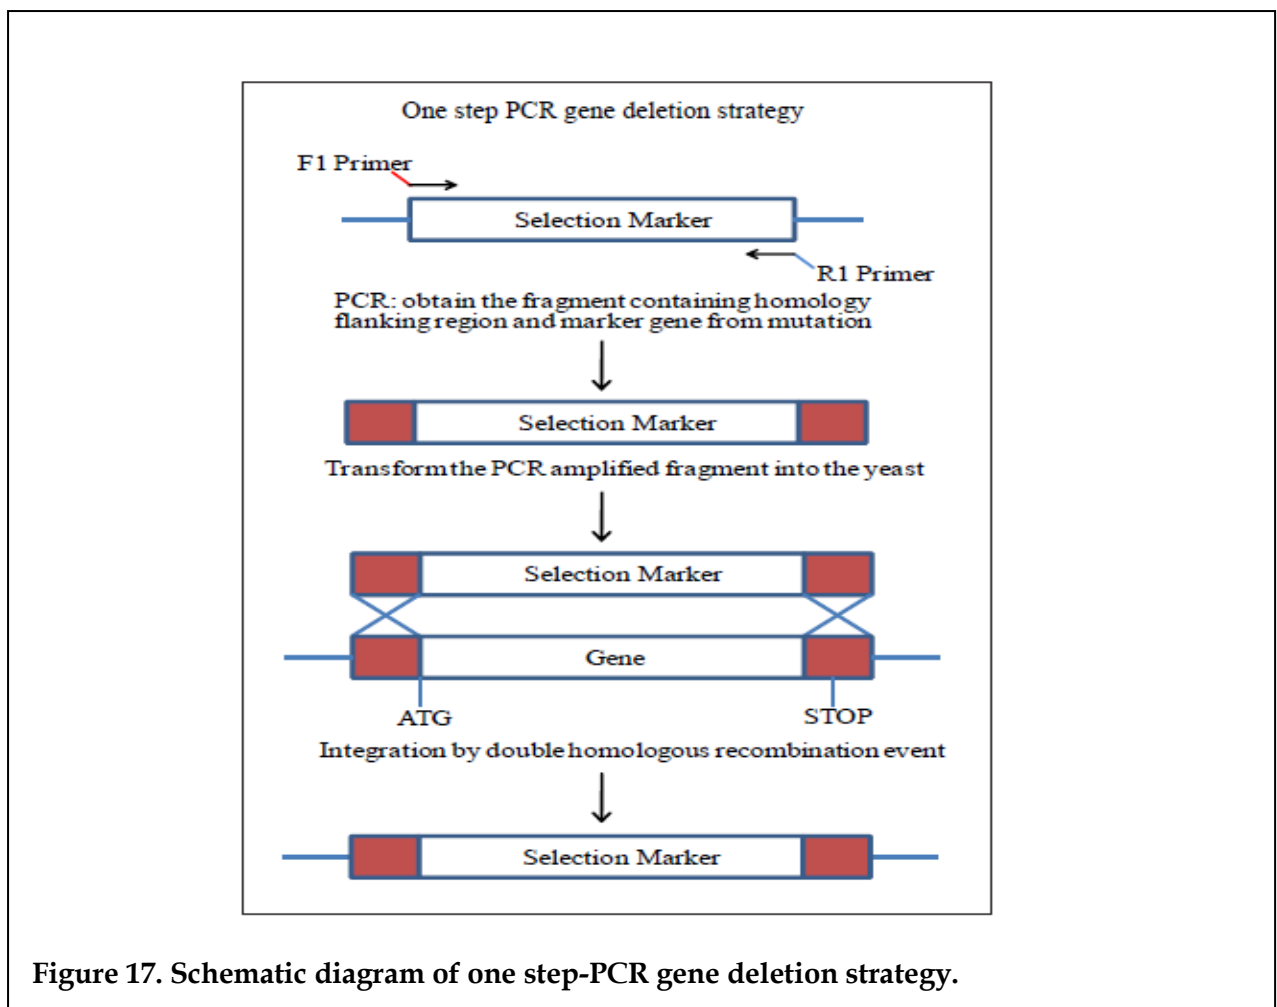 One step PCR gene deletion strategy
F1 Primer
Selection Marker
R1 Primer
PCR: obtain the fragment containing homology
flanking region and marker gene from mutation
Selection Marker
Transform the PCR amplified fragment into the yeast
Selection Marker
Gene
ATG
STOP
Integration by double homologous recombination event
Selection Marker
Figure 17. Schematic diagram of one step-PCR gene deletion strategy.